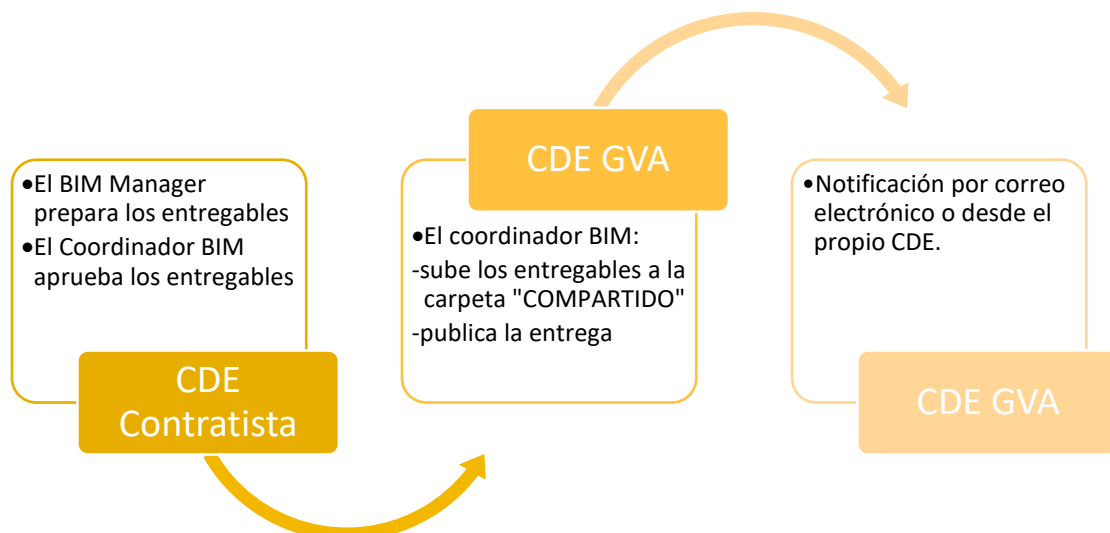 •El BIM Manager
prepara los entregables
•El Coordinador BIM
aprueba los entregables
CDE
Contratista
CDE GVA
•El coordinador BIM:
-sube los entregables a la
carpeta "COMPARTIDO"
-publica la entrega
•Notificación por correo
electrónico o desde el
propio CDE.
CDE GVA